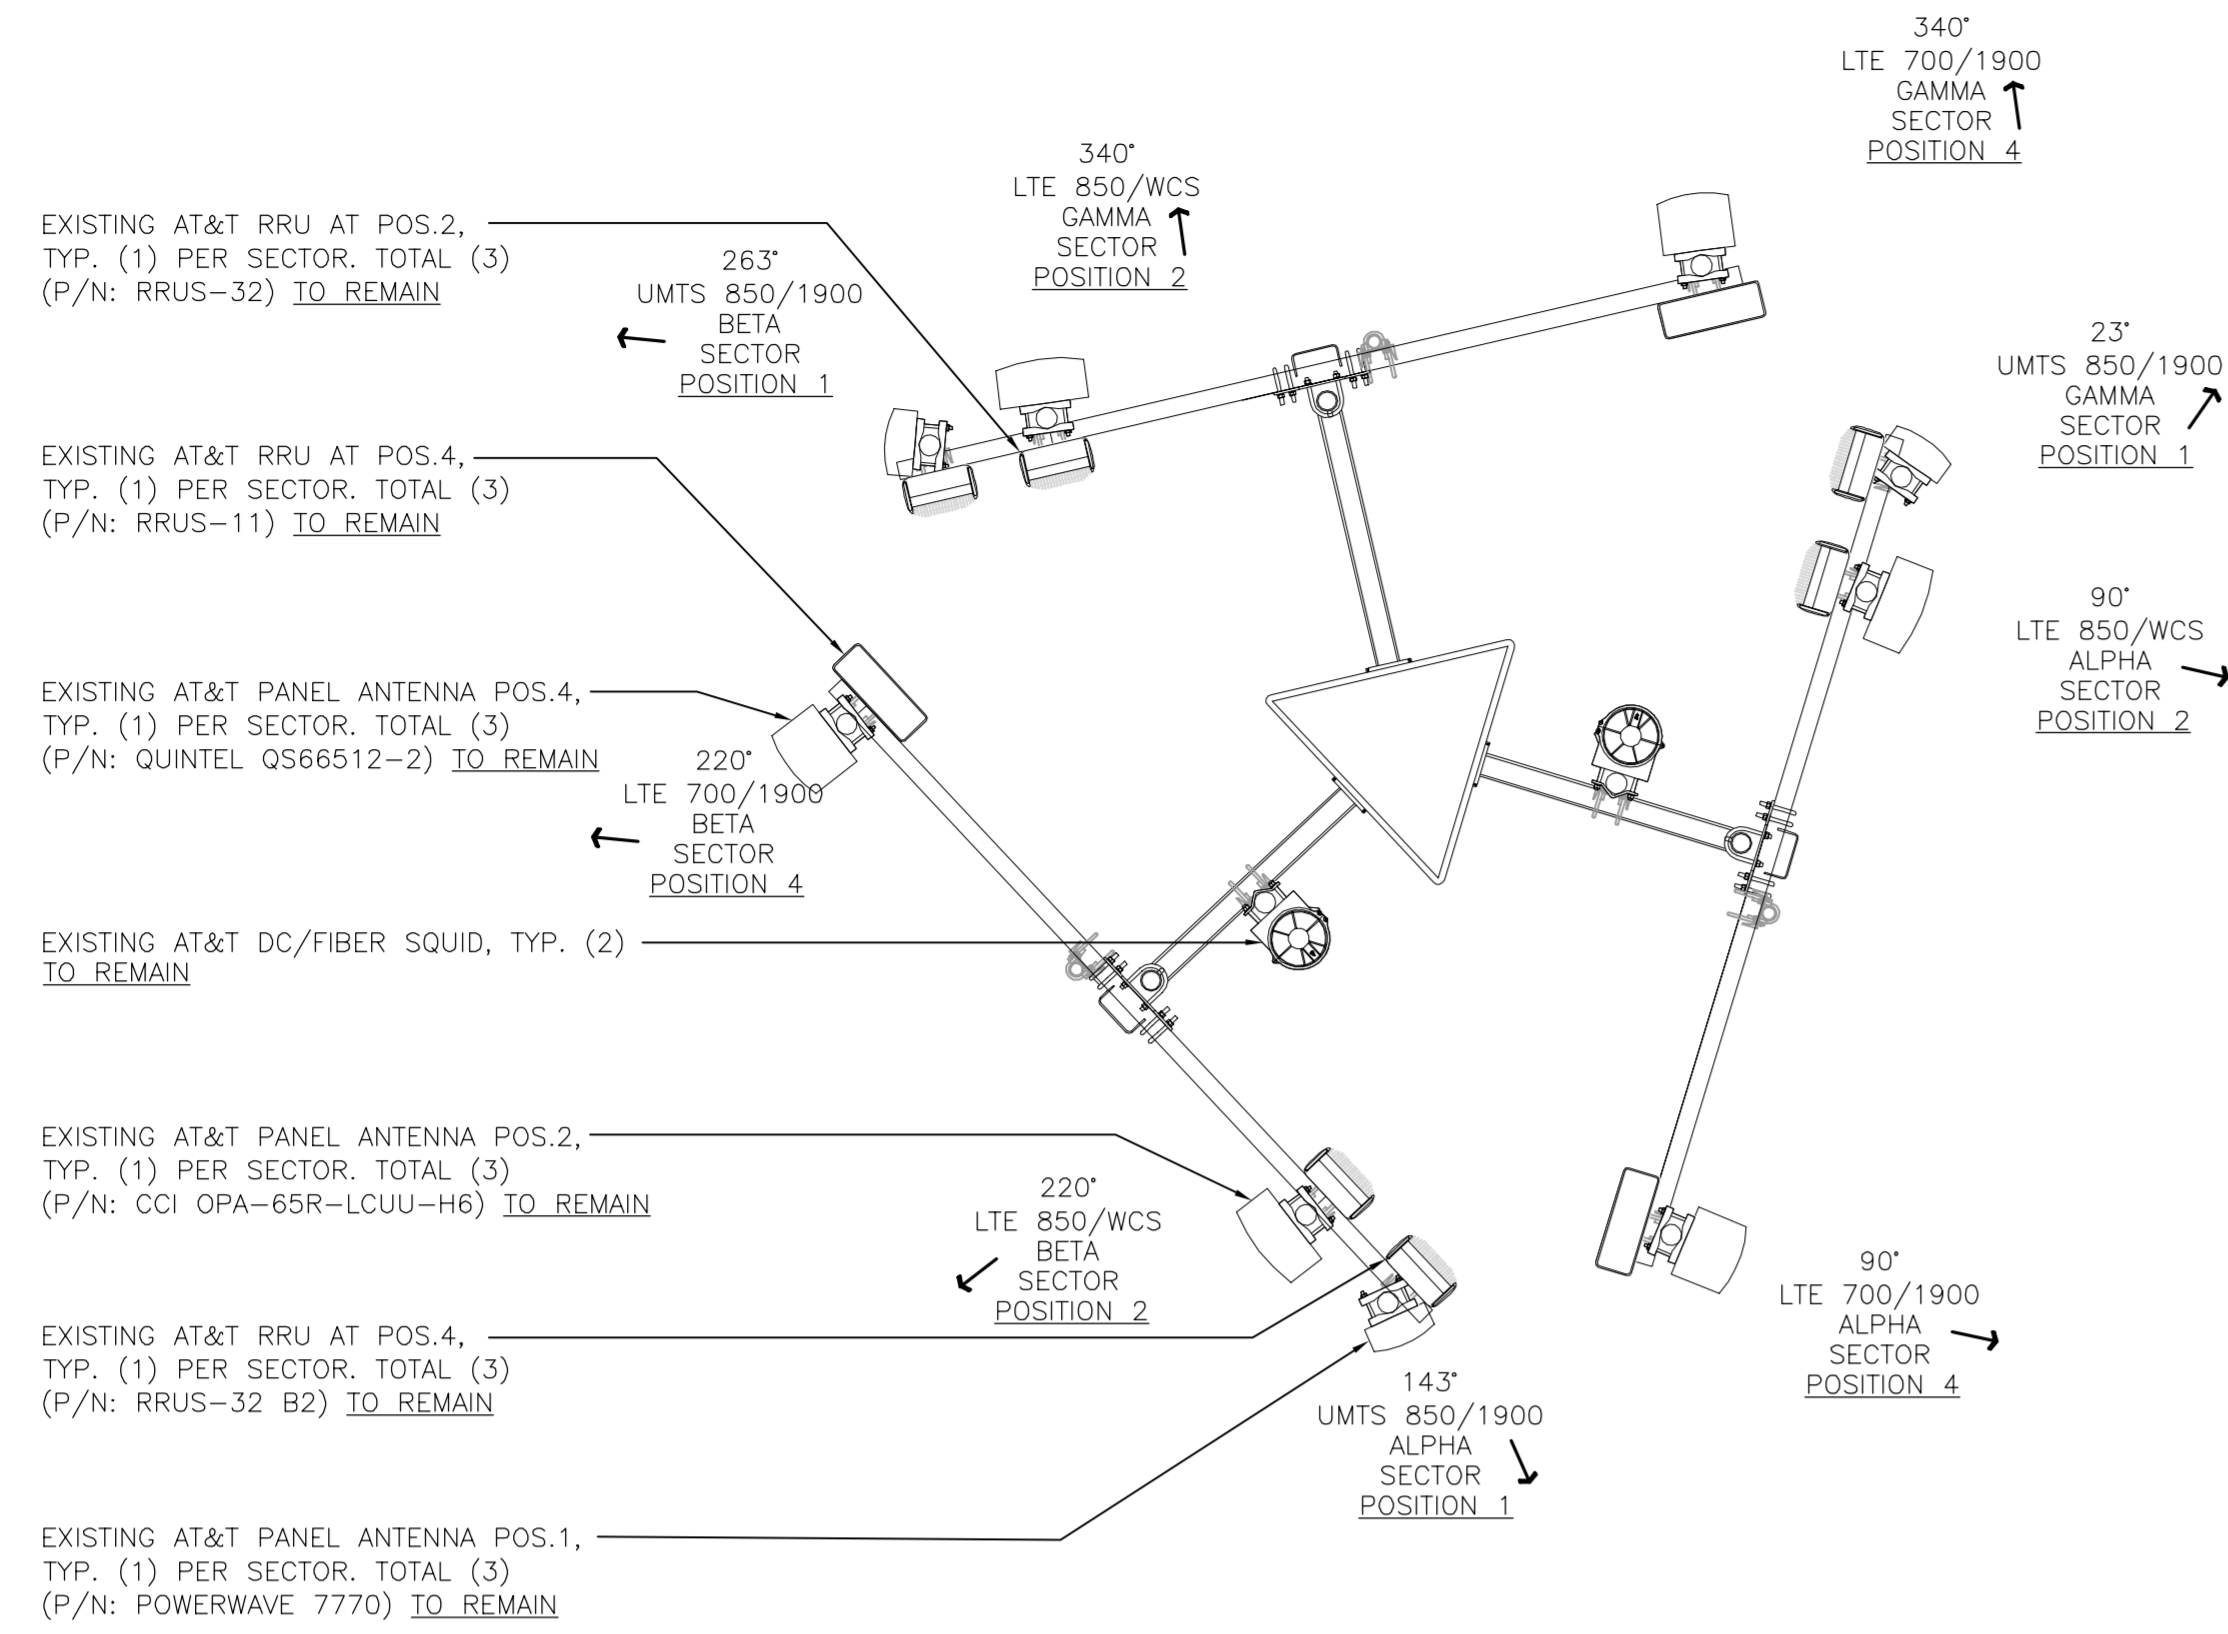 EXISTING AT&T RRU AT POS.2,
TYP. (1) PER SECTOR. TOTAL (3)
(P/N: RRUS-32) TO REMAIN
EXISTING AT&T RRU AT POS.4,
TYP. (1) PER SECTOR. TOTAL (3)
(P/N: RRUS-11) TO REMAIN
EXISTING AT&T PANEL ANTENNA POS.4,
TYP. (1) PER SECTOR. TOTAL (3)
(P/N: QUINTEL QS66512-2) TO REMAIN
EXISTING AT&T DC/FIBER SQUID, TYP. (2)
TO REMAIN
EXISTING AT&T PANEL ANTENNA POS.2,
TYP. (1) PER SECTOR. TOTAL (3)
(P/N: CCI OPA-65R-LCUU-H6) TO REMAIN
EXISTING AT&T RRU AT POS.4,
TYP. (1) PER SECTOR. TOTAL (3)
(P/N: RRUS-32 B2) TO REMAIN
EXISTING AT&T PANEL ANTENNA POS.1,
TYP. (1) PER SECTOR. TOTAL (3)
(P/N: POWERWAVE 7770) TO REMAIN
263°
UMTS 850/1900
BETA
SECTOR
POSITION 1
340°
LTE 850/WCS
GAMMA
SECTOR
POSITION 2
340°
LTE 700/1900
GAMMA
SECTOR
POSITION 4
23°
UMTS 850/1900
GAMMA
SECTOR
POSITION 1
90°
LTE 850/WCS
ALPHA
SECTOR
POSITION 2
220°
LTE 700/1900
BETA
SECTOR
POSITION 4
220°
LTE 850/WCS
BETA
SECTOR
POSITION 2
90°
LTE 700/1900
ALPHA
SECTOR
POSITION 4
143°
UMTS 850/1900
ALPHA
SECTOR
POSITION 1